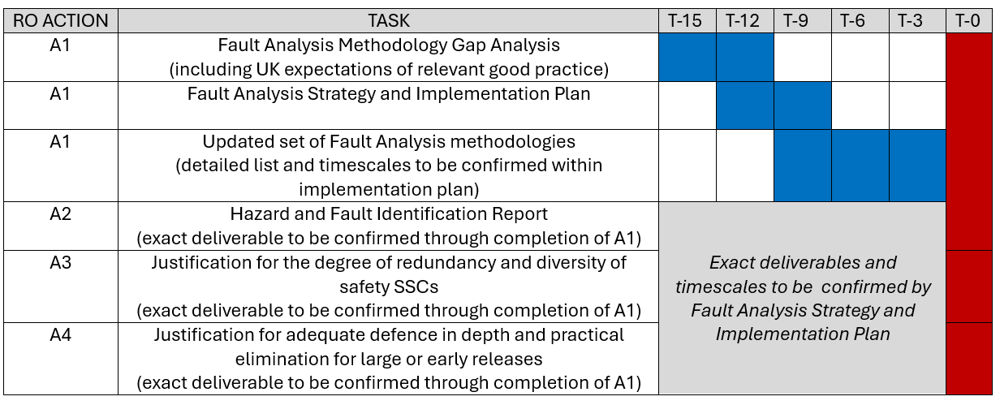 RO ACTION TASK T-15 T-12 T-9 T-6 T-3 T-0
A1 Fault Analysis Methodology Gap Analysis
(including UK expectations of relevant good practice)
A1 Fault Analysis Strategy and Implementation Plan
A1 Updated set of Fault Analysis methodologies
(detailed list and timescales to be confirmed within
implementation plan)
A2 Hazard and Fault Identification Report
(exact deliverable to be confirmed through completion of A1)
A3 Justification for the degree of redundancy and diversity of
safety SSCs
(exact deliverable to be confirmed through completion of A1)
A4 Justification for adequate defence in depth and practical
elimination for large or early releases
(exact deliverable to be confirmed through completion of A1)
Exact deliverables and
timescales to be confirmed by
Fault Analysis Strategy and
Implementation Plan